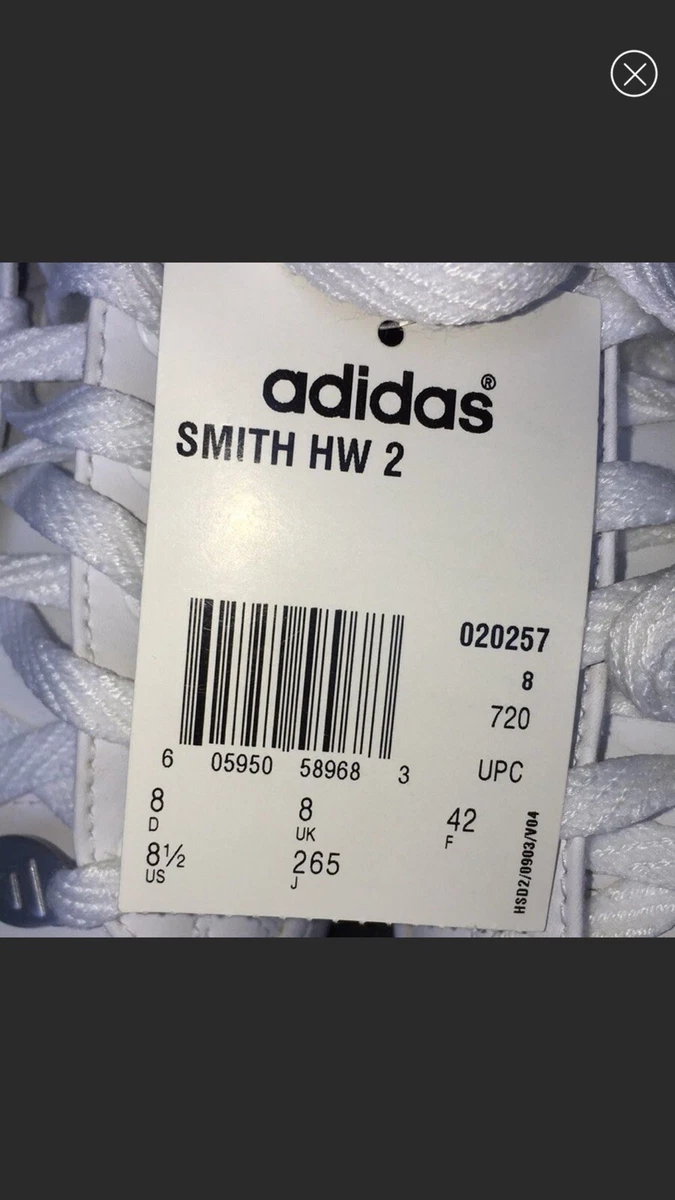 adidas®
SMITH HW 2
020257
8
720
6 05950 58968 3 UPC
8 8 42
D UK F
8½ 265
US J
HSD2/0903/V04